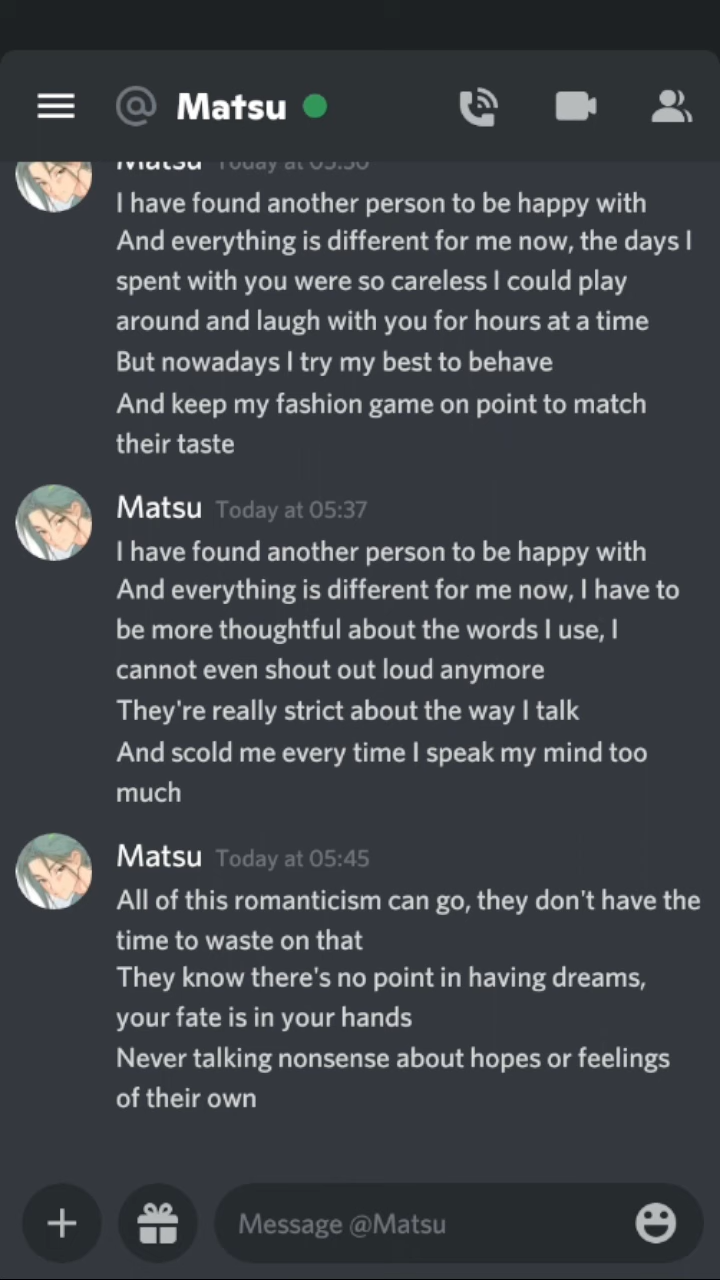 @ Matsu
Matsu Today at 05:30
I have found another person to be happy with
And everything is different for me now, the days I
spent with you were so careless I could play
around and laugh with you for hours at a time
But nowadays I try my best to behave
And keep my fashion game on point to match
their taste
Matsu Today at 05:37
I have found another person to be happy with
And everything is different for me now, I have to
be more thoughtful about the words I use, I
cannot even shout out loud anymore
They're really strict about the way I talk
And scold me every time I speak my mind too
much
Matsu Today at 05:45
All of this romanticism can go, they don't have the
time to waste on that
They know there's no point in having dreams,
your fate is in your hands
Never talking nonsense about hopes or feelings
of their own
Message @Matsu